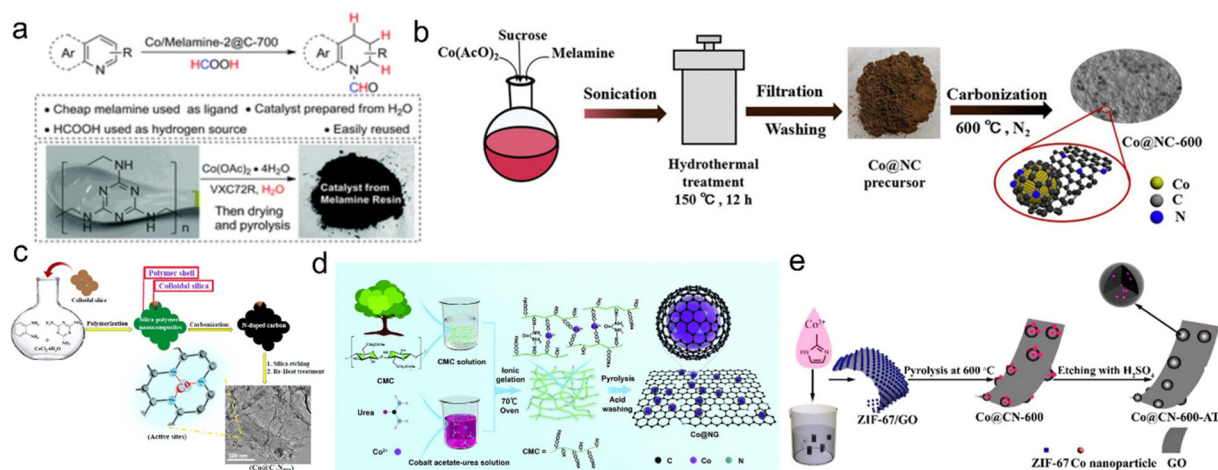 a
Ar
N
R
Co/Melamine-2@C-700
HCOOH
Ar
H
H
R
H
N
CHO
• Cheap melamine used as ligand • Catalyst prepared from H₂O
• HCOOH used as hydrogen source • Easily reused
NH
N
N
N
N
H
N
H
n
Co(OAc)₂ • 4H₂O
VXC72R, H₂O
Then drying
and pyrolysis
Catalyst from
Melamine Resin
b
Sucrose
Co(AcO)₂
Melamine
Sonication
Hydrothermal
treatment
150 ℃ , 12 h
Filtration
Washing
Co@NC
precursor
Carbonization
600 ℃, N₂
Co@NC-600
Co
C
N
c
Colloidal silica
Polymer shell
Colloidal silica
Polymerization
Silica-polymer
nanocomposites
Carbonization
N-doped carbon
1. Silica etching
2. Re Heat treatment
Co
(Active sites)
100 nm
d
CMC
Urea
Co²⁺
CMC solution
Cobalt acetate-urea solution
Ionic
gelation
70℃
Oven
CMC =
Pyrolysis
Acid
washing
Co@NG
C
Co
N
e
Co²⁺
HN
N
ZIF-67/GO
Pyrolysis at 600 °C
Co@CN-600
Etching with H₂SO₄
Co@CN-600-AT
ZIF-67
Co nanoparticle
GO